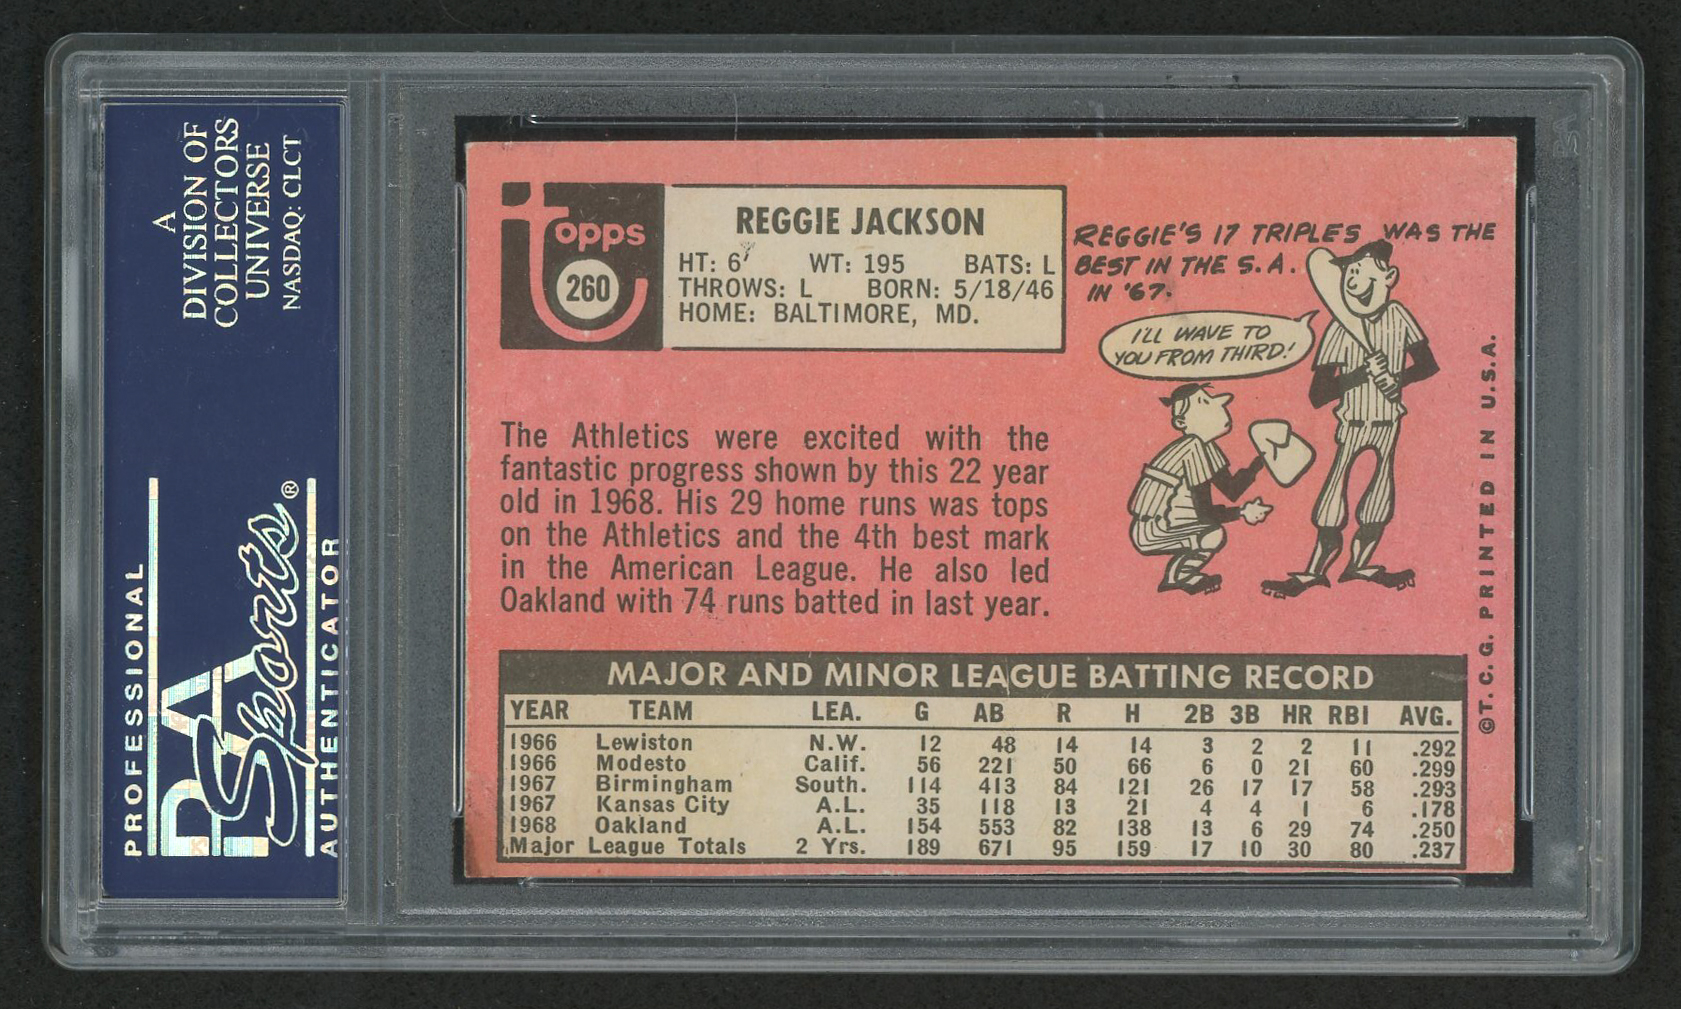 A
DIVISION OF
COLLECTORS
UNIVERSE
NASDAQ: CLCT
PROFESSIONAL
PSA
Sports®
AUTHENTICATOR
topps
260
REGGIE JACKSON
HT: 6' WT: 195 BATS: L
THROWS: L BORN: 5/18/46
HOME: BALTIMORE, MD.
REGGIE'S 17 TRIPLES WAS THE
BEST IN THE S.A.
IN '67.
I'LL WAVE TO
YOU FROM THIRD!
The Athletics were excited with the
fantastic progress shown by this 22 year
old in 1968. His 29 home runs was tops
on the Athletics and the 4th best mark
in the American League. He also led
Oakland with 74 runs batted in last year.
©T.C.G. PRINTED IN U.S.A.
MAJOR AND MINOR LEAGUE BATTING RECORD
YEAR TEAM LEA. G AB R H 2B 3B HR RBI AVG.
1966 Lewiston N.W. 12 48 14 14 3 2 2 11 .292
1966 Modesto Calif. 56 221 50 66 6 0 21 60 .299
1967 Birmingham South. 114 413 84 121 26 17 17 58 .293
1967 Kansas City A.L. 35 118 13 21 4 4 1 6 .178
1968 Oakland A.L. 154 553 82 138 13 6 29 74 .250
Major League Totals 2 Yrs. 189 671 95 159 17 10 30 80 .237
PSA